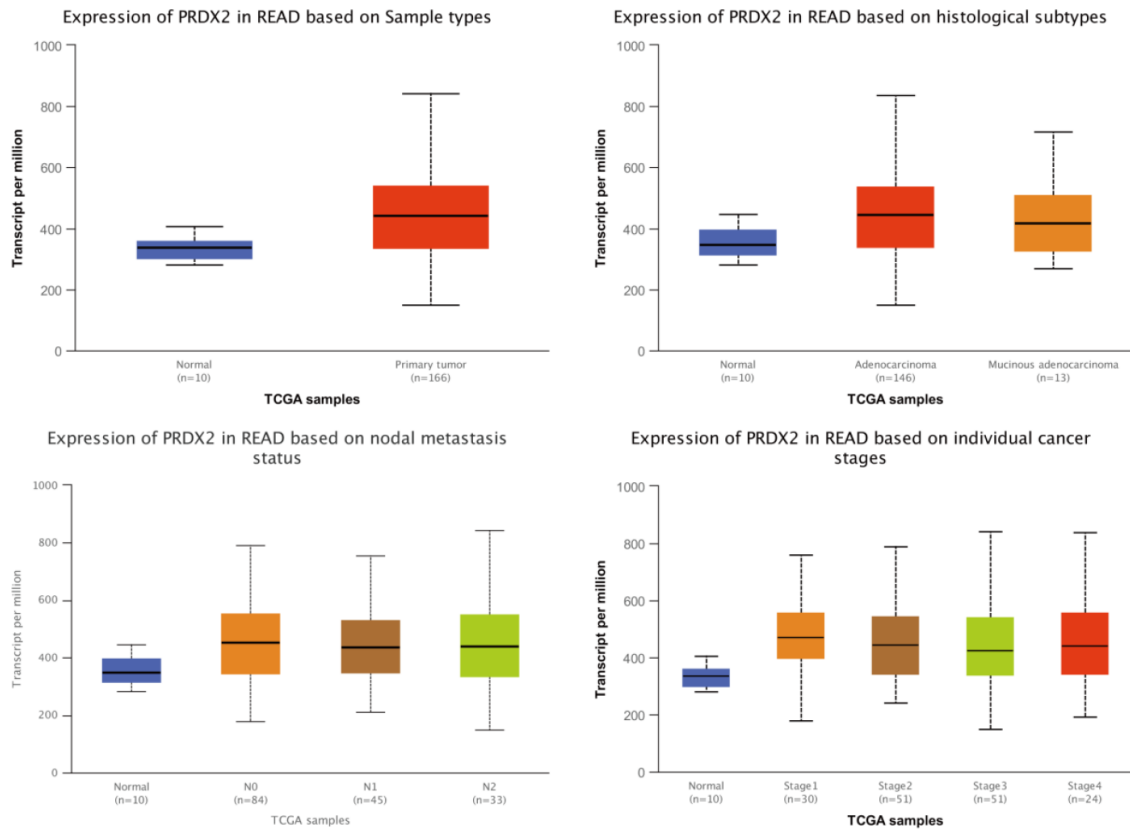 Expression of PRDX2 in READ based on Sample types
1000
800
600
400
200
0
Transcript per million
Normal
(n=10)
Primary tumor
(n=166)
TCGA samples
Expression of PRDX2 in READ based on histological subtypes
1000
800
600
400
200
0
Transcript per million
Normal
(n=10)
Adenocarcinoma
(n=146)
Mucinous adenocarcinoma
(n=13)
TCGA samples
Expression of PRDX2 in READ based on nodal metastasis
status
1000
800
600
400
200
0
Transcript per million
Normal
(n=10)
N0
(n=84)
N1
(n=45)
N2
(n=33)
TCGA samples
Expression of PRDX2 in READ based on individual cancer
stages
1000
800
600
400
200
0
Transcript per million
Normal
(n=10)
Stage1
(n=30)
Stage2
(n=51)
Stage3
(n=51)
Stage4
(n=24)
TCGA samples